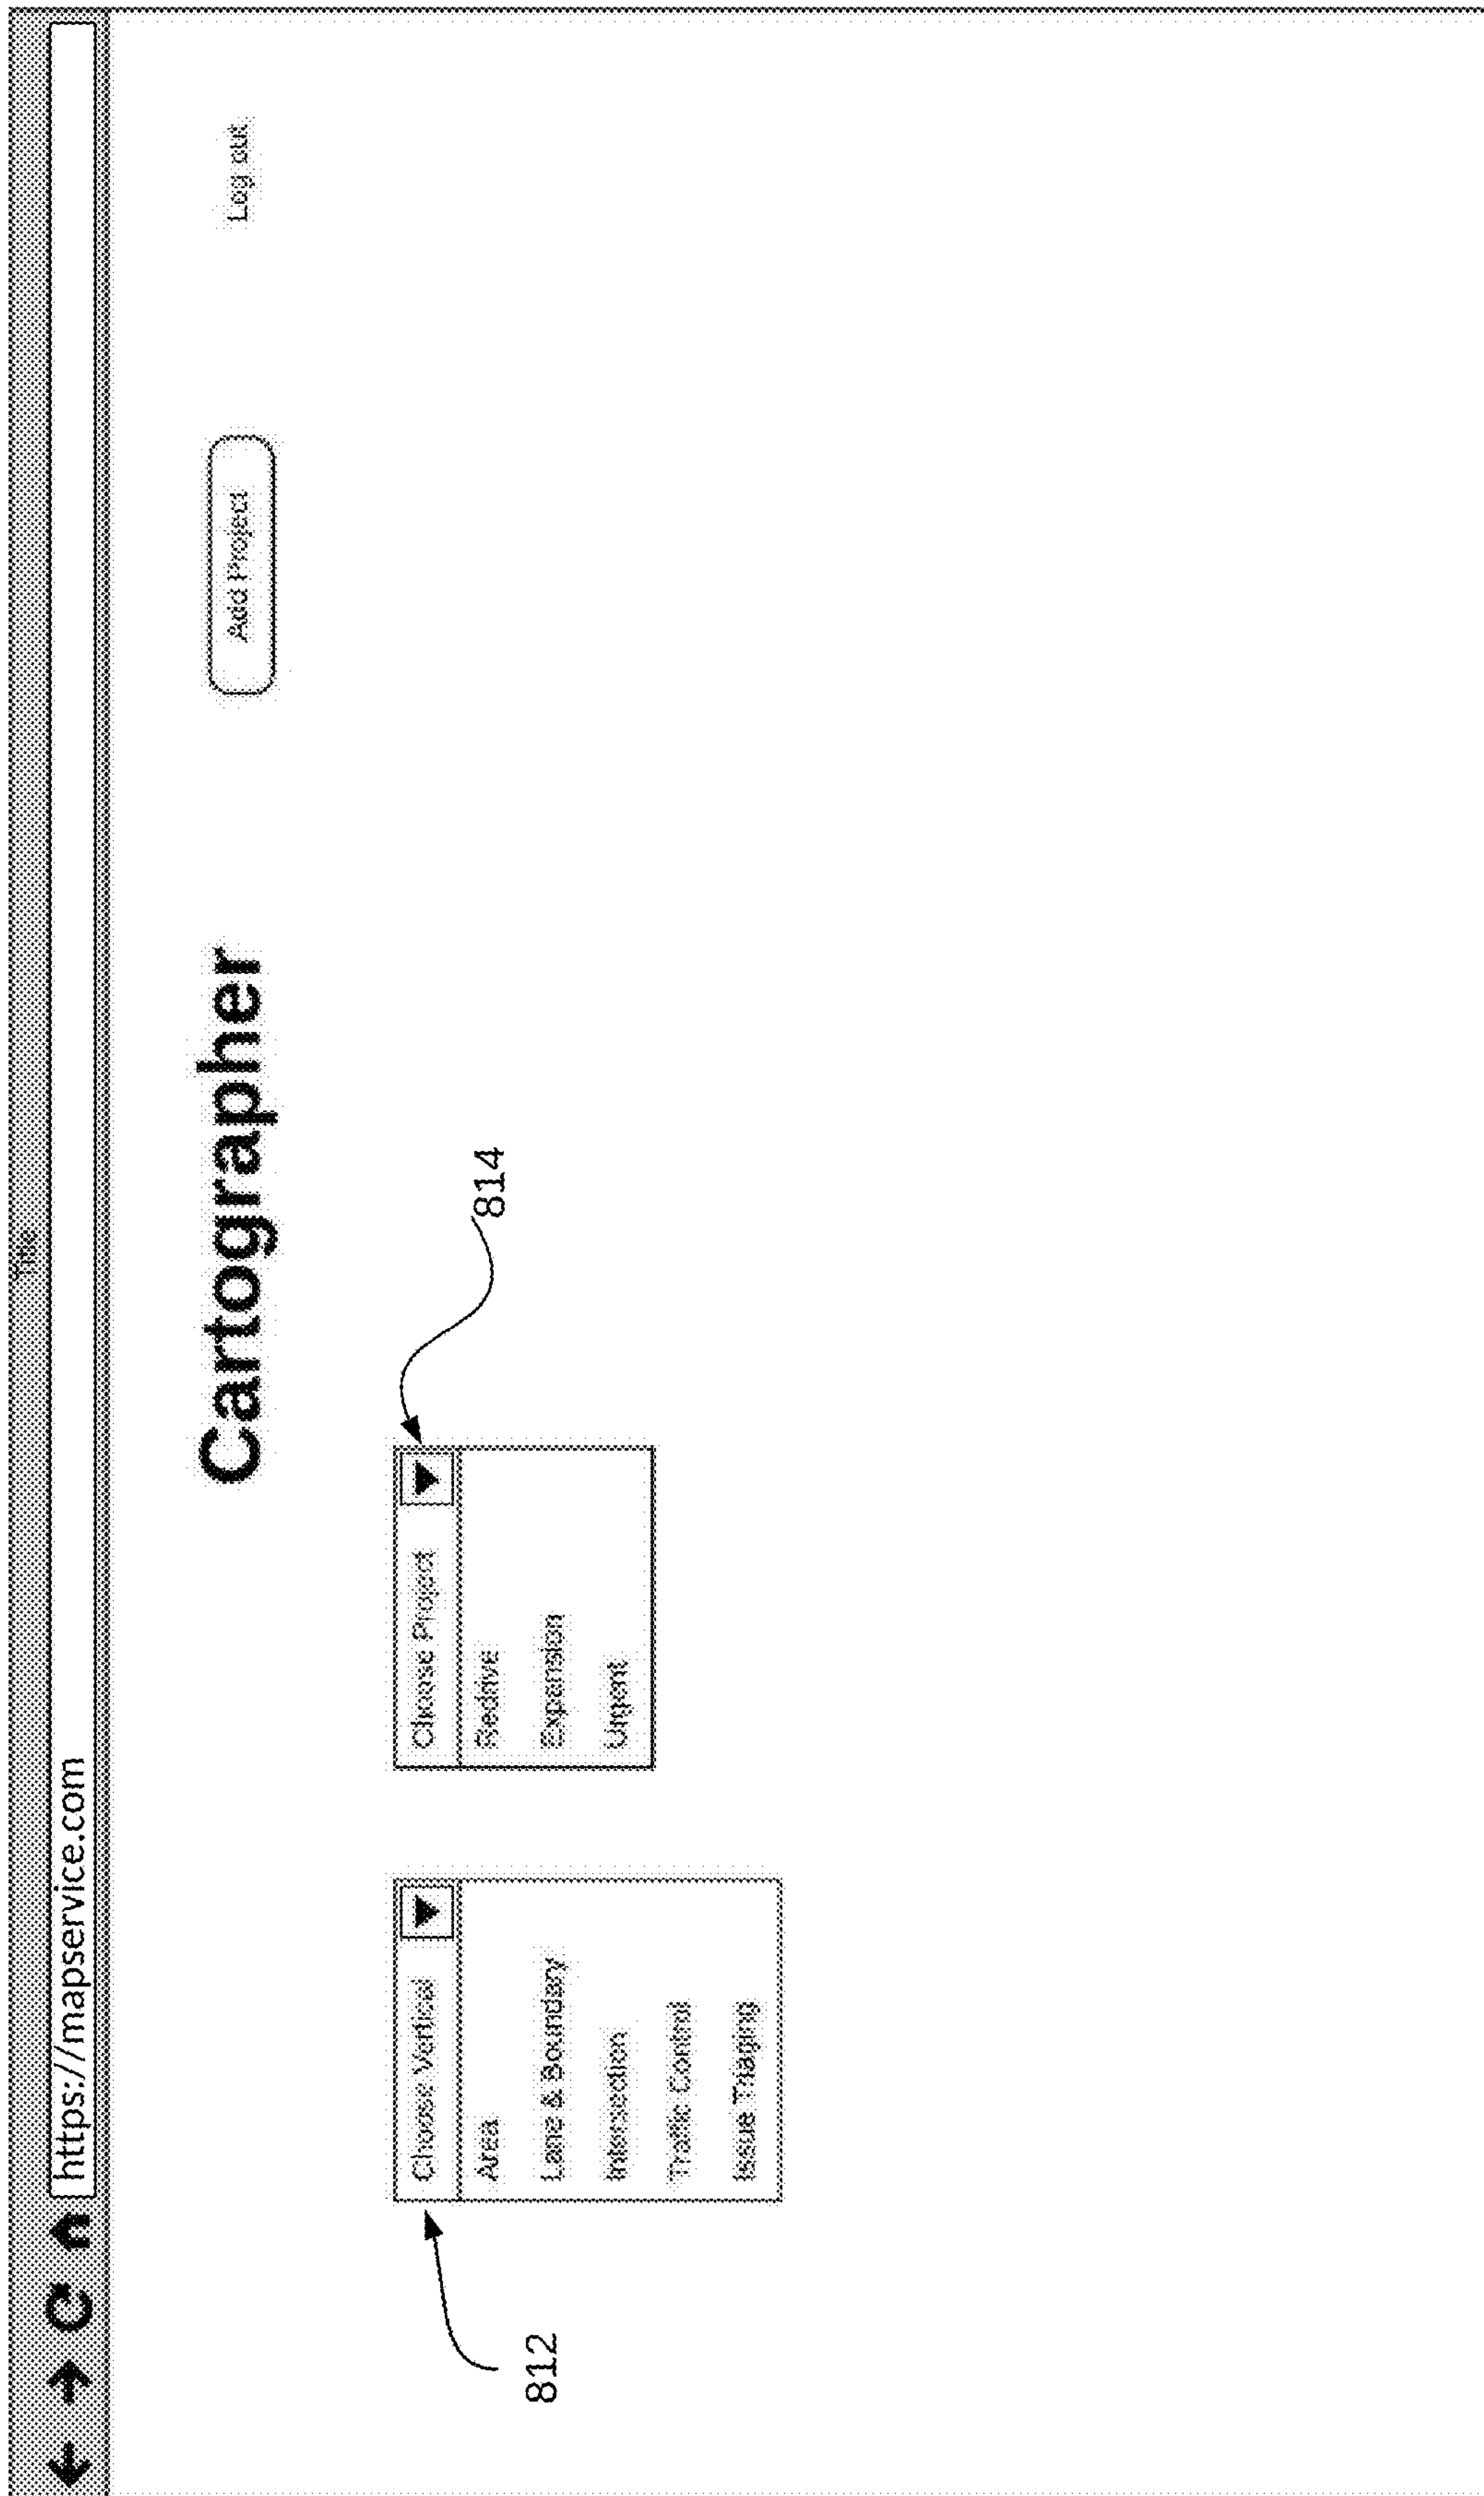 Title
https://mapservice.com
Cartographer
Add Project
Log out
812
Choose Vertical
Area
Lane & Boundary
Intersection
Traffic Control
Issue Triaging
Choose Project
Redrive
Expansion
Urgent
814